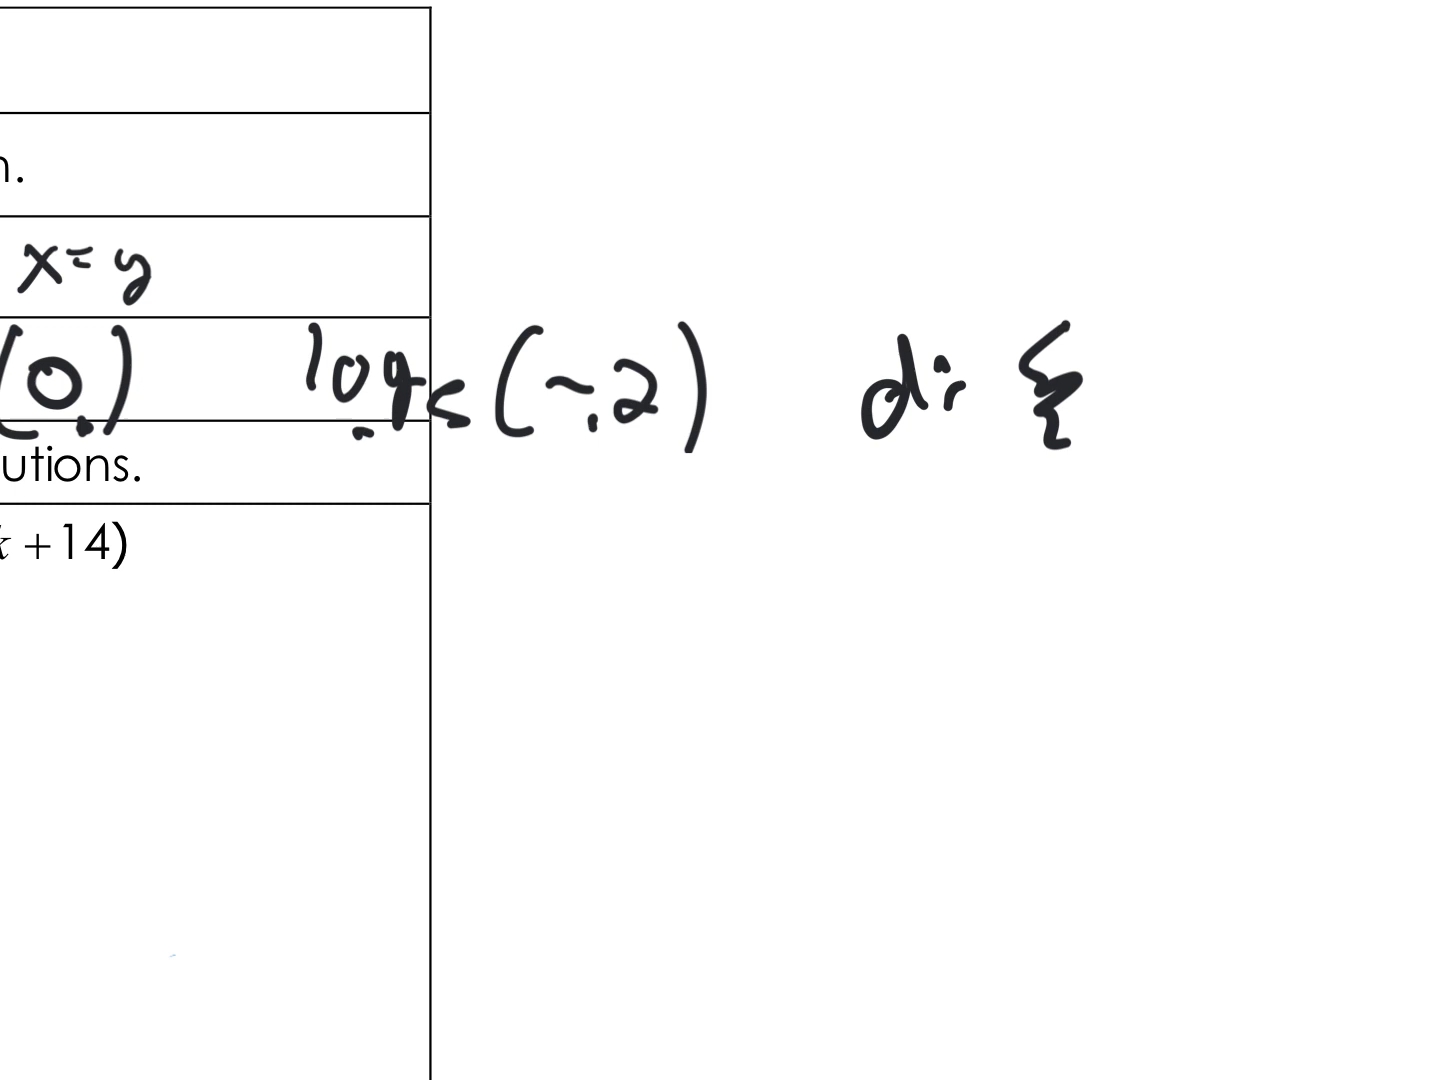 n.
x = y
(0.) log₅(-.2)
utions.
k + 14)